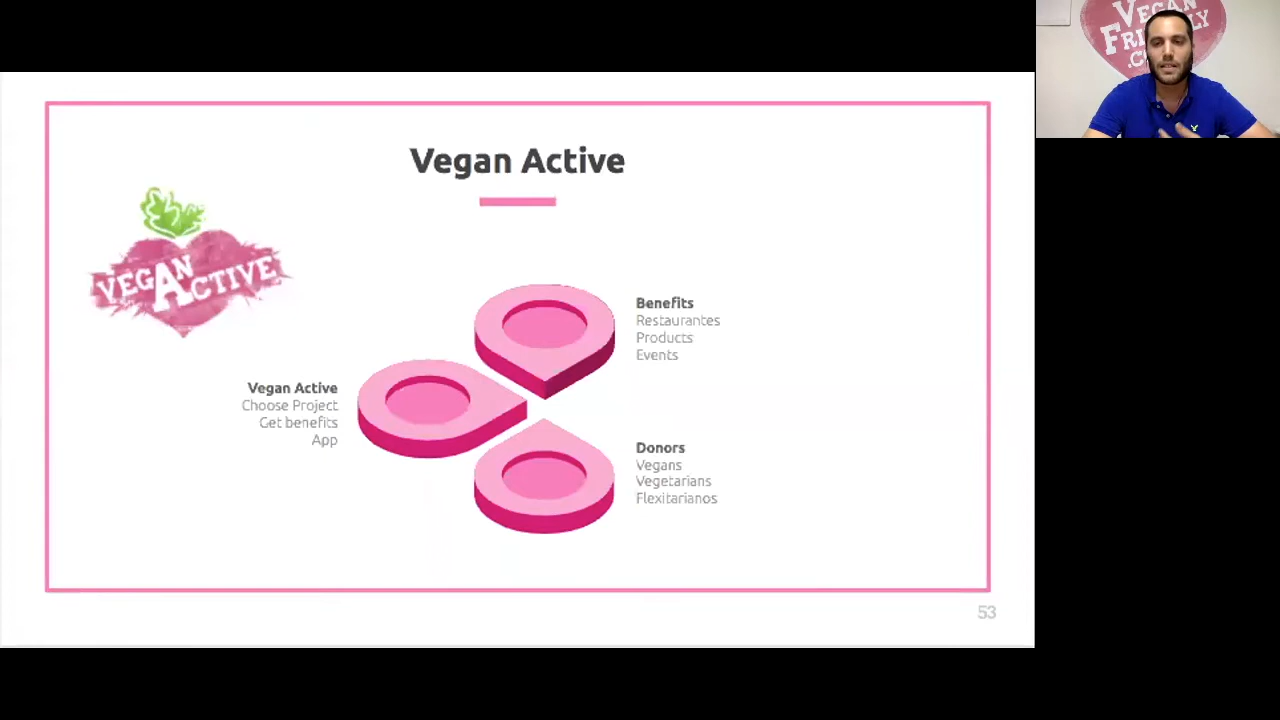 Vegan Active
VEGAN
ACTIVE
Benefits
Restaurantes
Products
Events
Vegan Active
Choose Project
Get benefits
App
Donors
Vegans
Vegetarians
Flexitarianos
53
VEGAN